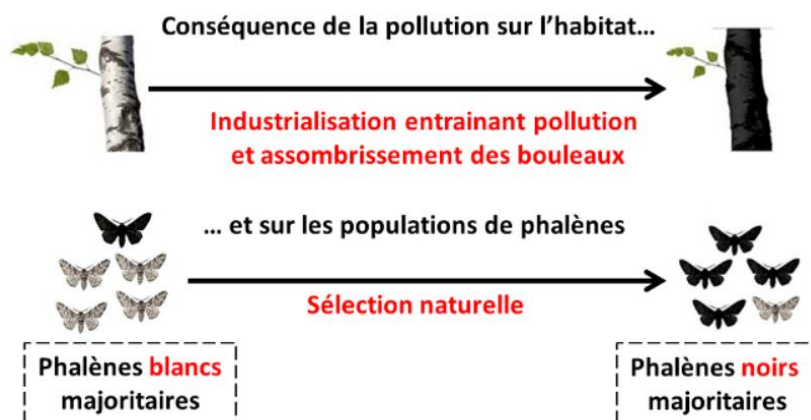 Conséquence de la pollution sur l’habitat…
Industrialisation entrainant pollution
et assombrissement des bouleaux
… et sur les populations de phalènes
Sélection naturelle
Phalènes blancs
majoritaires
Phalènes noirs
majoritaires